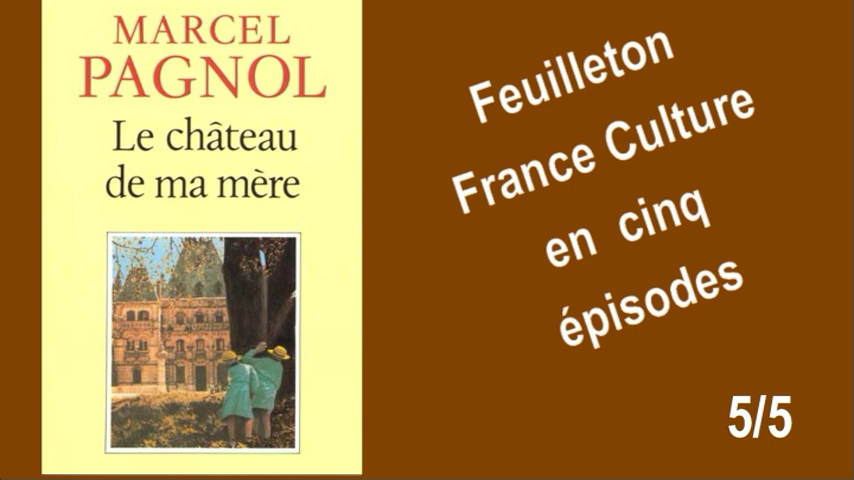 MARCEL
PAGNOL
Le château
de ma mère
Feuilleton
France Culture
en cinq
épisodes
5/5